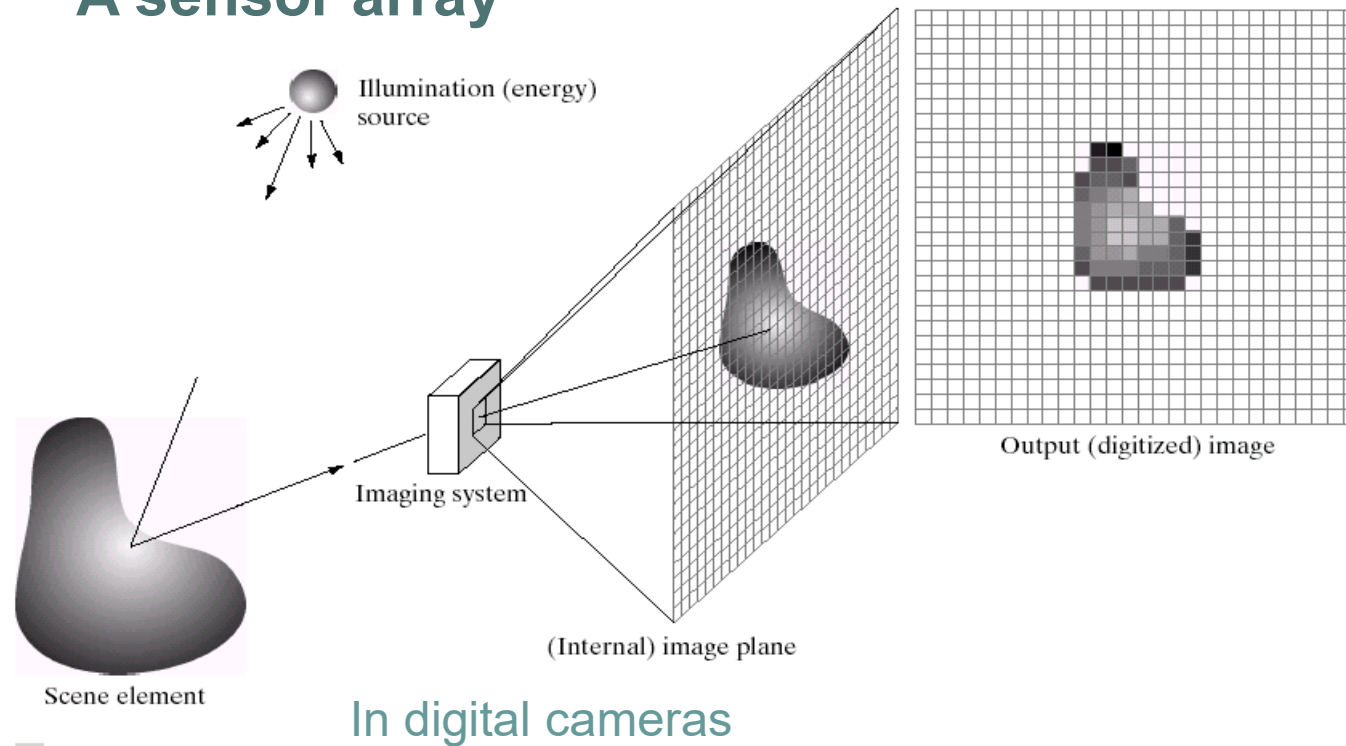 A sensor array
Illumination (energy)
source
Output (digitized) image
Imaging system
(Internal) image plane
Scene element
In digital cameras